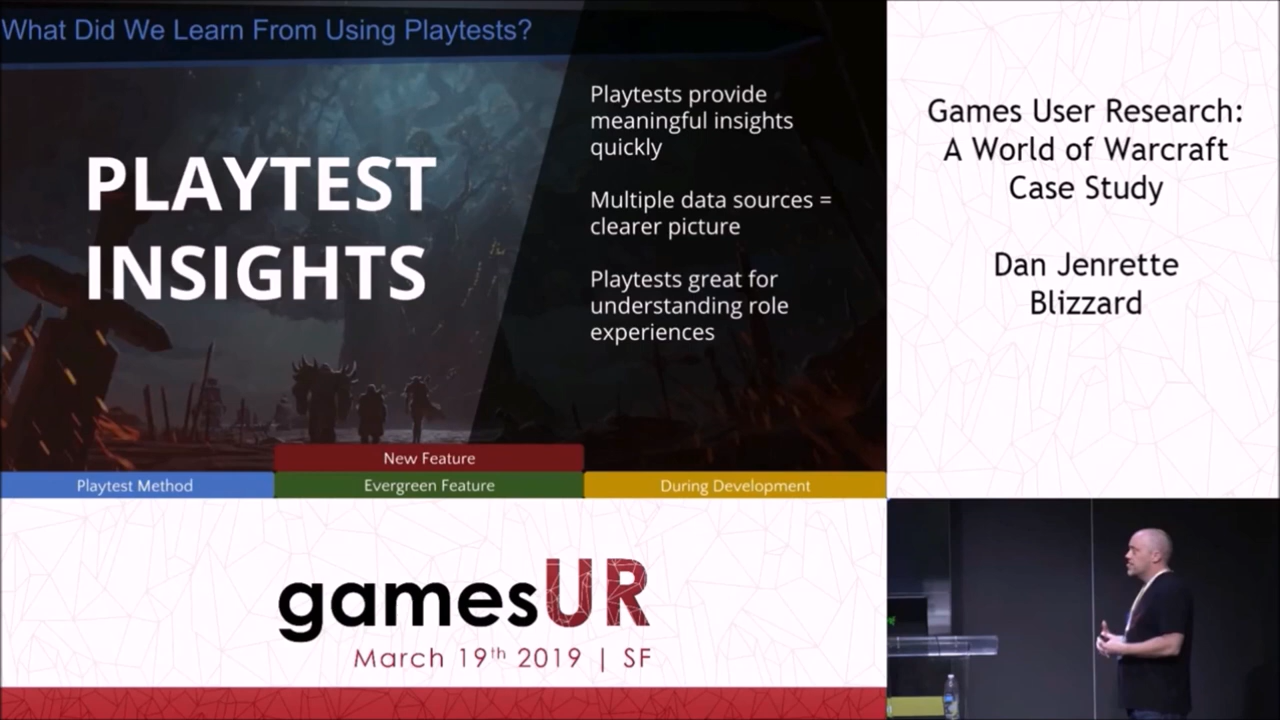 What Did We Learn From Using Playtests?
PLAYTEST
INSIGHTS
Playtests provide
meaningful insights
quickly
Multiple data sources =
clearer picture
Playtests great for
understanding role
experiences
New Feature
Playtest Method
Evergreen Feature
During Development
Games User Research:
A World of Warcraft
Case Study
Dan Jenrette
Blizzard
gamesUR
March 19th 2019 | SF